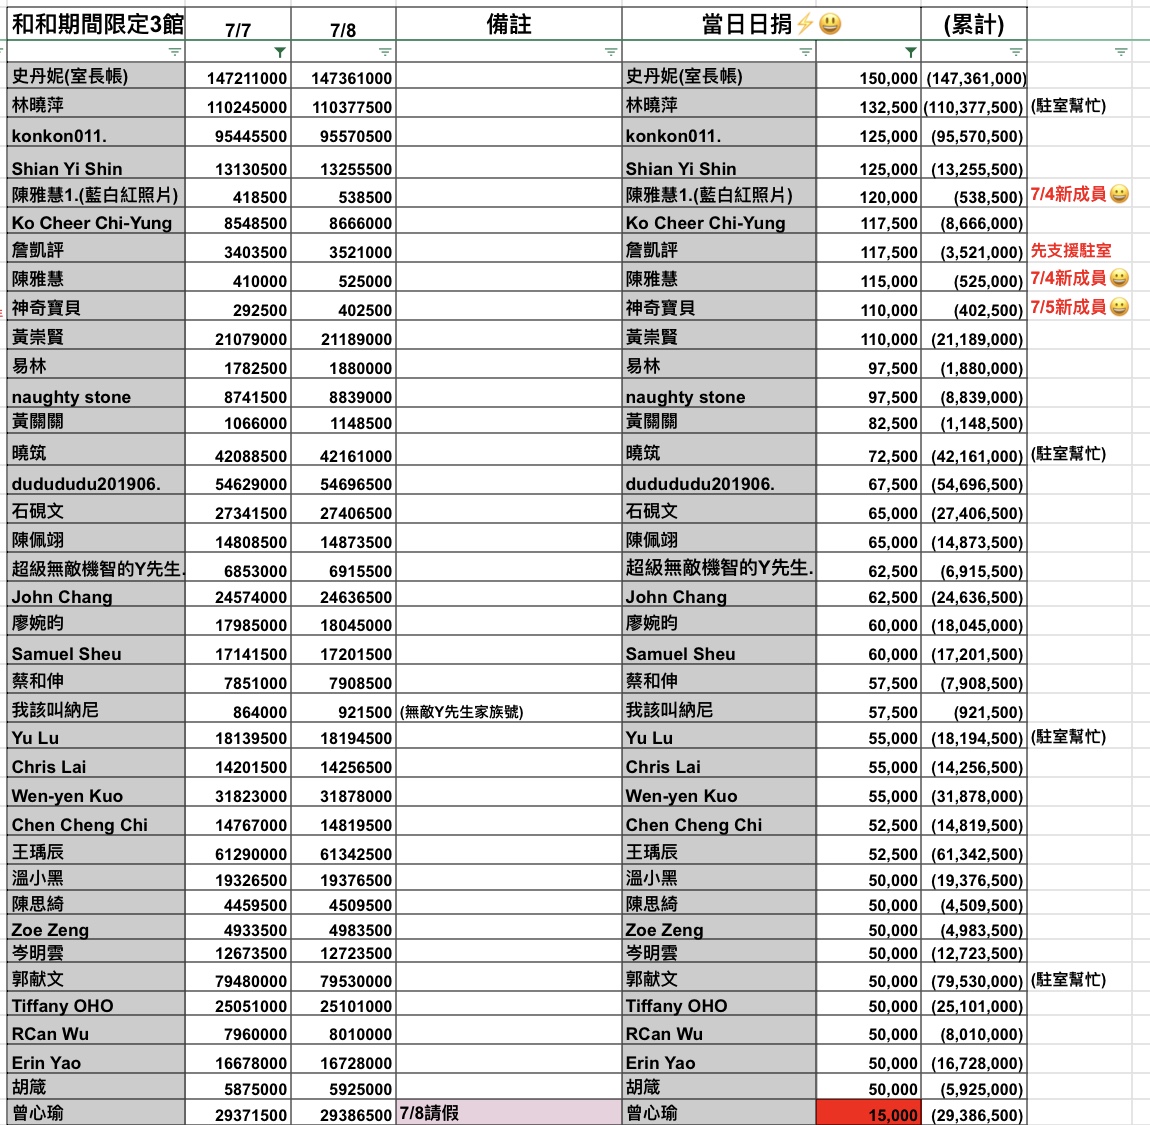 和和期間限定3館 7/7 7/8 備註 當日日捐⚡😃 (累計)
史丹妮(室長帳) 147211000 147361000 史丹妮(室長帳) 150,000 (147,361,000)
林曉萍 110245000 110377500 林曉萍 132,500 (110,377,500) (駐室幫忙)
konkon011. 95445500 95570500 konkon011. 125,000 (95,570,500)
Shian Yi Shin 13130500 13255500 Shian Yi Shin 125,000 (13,255,500)
陳雅慧1.(藍白紅照片) 418500 538500 陳雅慧1.(藍白紅照片) 120,000 (538,500) 7/4新成員😀
Ko Cheer Chi-Yung 8548500 8666000 Ko Cheer Chi-Yung 117,500 (8,666,000)
詹凱評 3403500 3521000 詹凱評 117,500 (3,521,000) 先支援駐室
陳雅慧 410000 525000 陳雅慧 115,000 (525,000) 7/4新成員😀
神奇寶貝 292500 402500 神奇寶貝 110,000 (402,500) 7/5新成員😀
黃崇賢 21079000 21189000 黃崇賢 110,000 (21,189,000)
易林 1782500 1880000 易林 97,500 (1,880,000)
naughty stone 8741500 8839000 naughty stone 97,500 (8,839,000)
黃關關 1066000 1148500 黃關關 82,500 (1,148,500)
曉筑 42088500 42161000 曉筑 72,500 (42,161,000) (駐室幫忙)
dudududu201906. 54629000 54696500 dudududu201906. 67,500 (54,696,500)
石硯文 27341500 27406500 石硯文 65,000 (27,406,500)
陳佩翊 14808500 14873500 陳佩翊 65,000 (14,873,500)
超級無敵機智的Y先生. 6853000 6915500 超級無敵機智的Y先生. 62,500 (6,915,500)
John Chang 24574000 24636500 John Chang 62,500 (24,636,500)
廖婉昀 17985000 18045000 廖婉昀 60,000 (18,045,000)
Samuel Sheu 17141500 17201500 Samuel Sheu 60,000 (17,201,500)
蔡和伸 7851000 7908500 蔡和伸 57,500 (7,908,500)
我該叫納尼 864000 921500 (無敵Y先生家族號) 我該叫納尼 57,500 (921,500)
Yu Lu 18139500 18194500 Yu Lu 55,000 (18,194,500) (駐室幫忙)
Chris Lai 14201500 14256500 Chris Lai 55,000 (14,256,500)
Wen-yen Kuo 31823000 31878000 Wen-yen Kuo 55,000 (31,878,000)
Chen Cheng Chi 14767000 14819500 Chen Cheng Chi 52,500 (14,819,500)
王瑀辰 61290000 61342500 王瑀辰 52,500 (61,342,500)
溫小黑 19326500 19376500 溫小黑 50,000 (19,376,500)
陳思綺 4459500 4509500 陳思綺 50,000 (4,509,500)
Zoe Zeng 4933500 4983500 Zoe Zeng 50,000 (4,983,500)
岑明雲 12673500 12723500 岑明雲 50,000 (12,723,500)
郭献文 79480000 79530000 郭献文 50,000 (79,530,000) (駐室幫忙)
Tiffany OHO 25051000 25101000 Tiffany OHO 50,000 (25,101,000)
RCan Wu 7960000 8010000 RCan Wu 50,000 (8,010,000)
Erin Yao 16678000 16728000 Erin Yao 50,000 (16,728,000)
胡箴 5875000 5925000 胡箴 50,000 (5,925,000)
曾心瑜 29371500 29386500 7/8請假 曾心瑜 15,000 (29,386,500)